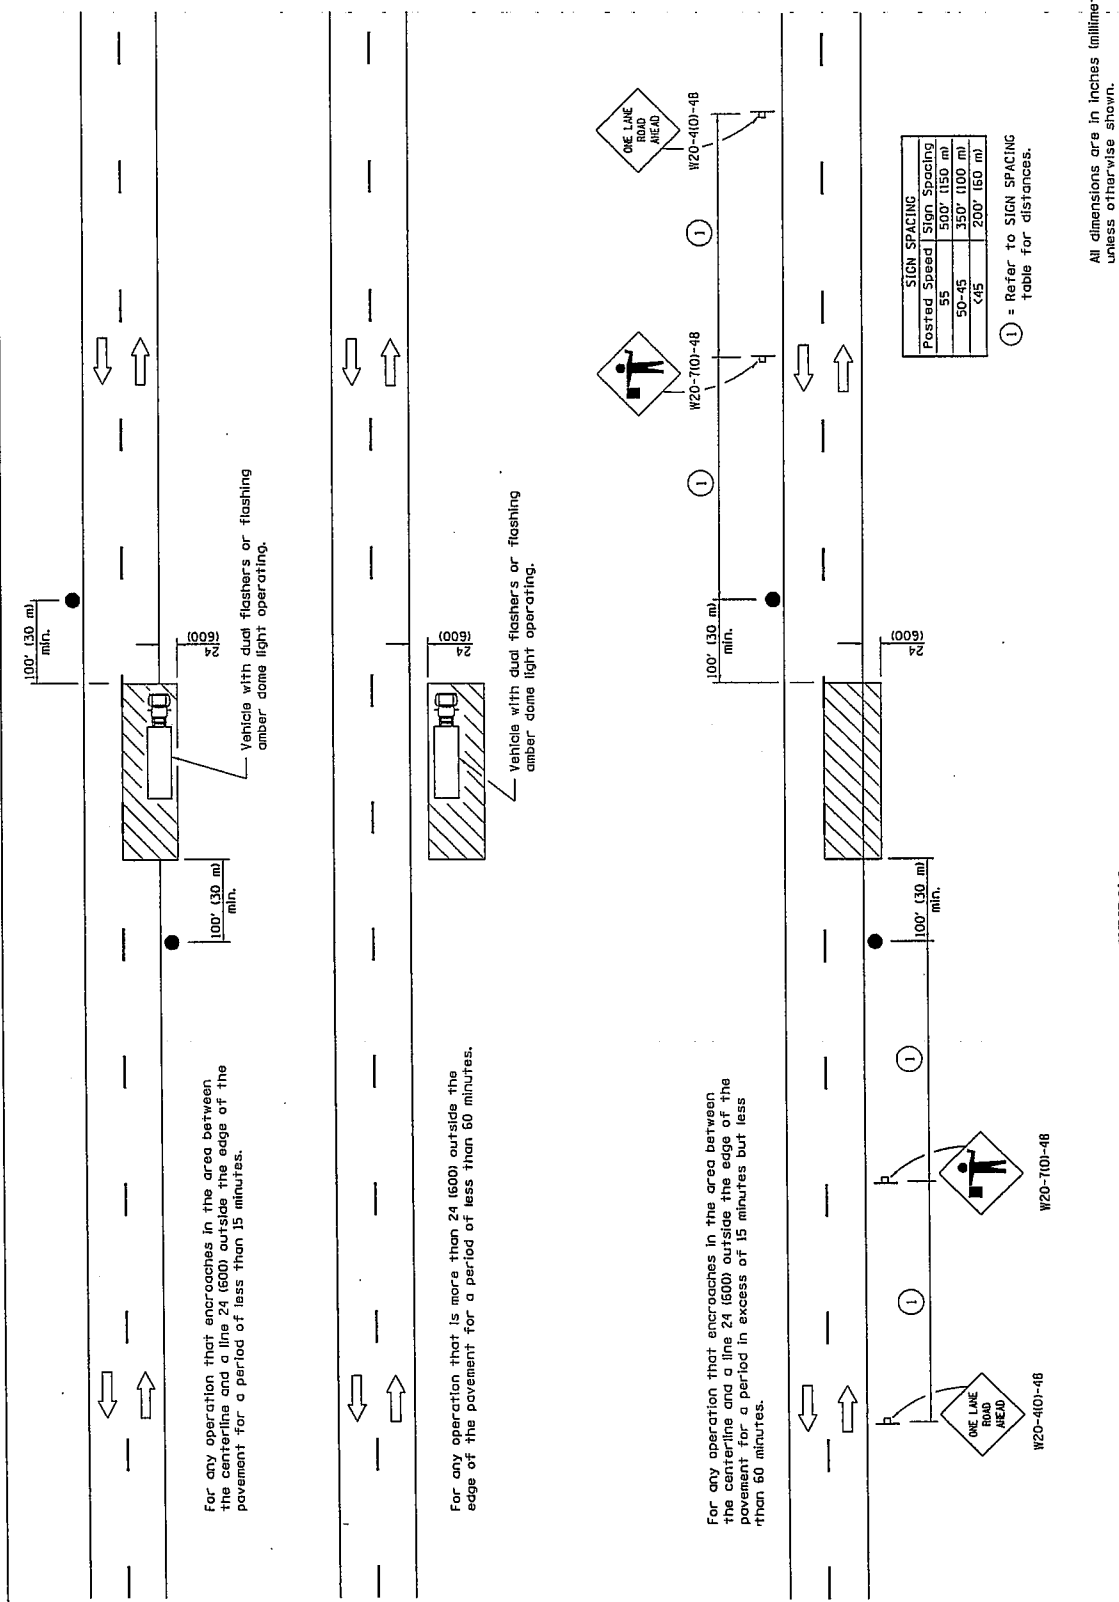 100' (30 m)
min.
24
(600)
Vehicle with dual flashers or flashing
amber dome light operating.
100' (30 m)
min.
For any operation that encroaches in the area between
the centerline and a line 24 (600) outside the edge of the
pavement for a period of less than 15 minutes.
24
(600)
Vehicle with dual flashers or flashing
amber dome light operating.
For any operation that is more than 24 (600) outside the
edge of the pavement for a period of less than 60 minutes.
ONE LANE
ROAD
AHEAD
W20-4(O)-48
1
W20-7(O)-48
1
100' (30 m)
min.
24
(600)
For any operation that encroaches in the area between
the centerline and a line 24 (600) outside the edge of the
pavement for a period in excess of 15 minutes but less
than 60 minutes.
100' (30 m)
min.
1
W20-7(O)-48
1
ONE LANE
ROAD
AHEAD
W20-4(O)-48
SIGN SPACING
Posted Speed Sign Spacing
55 500' (150 m)
50-45 350' (100 m)
<45 200' (60 m)
1 = Refer to SIGN SPACING
table for distances.
All dimensions are in inches
unless otherwise shown.